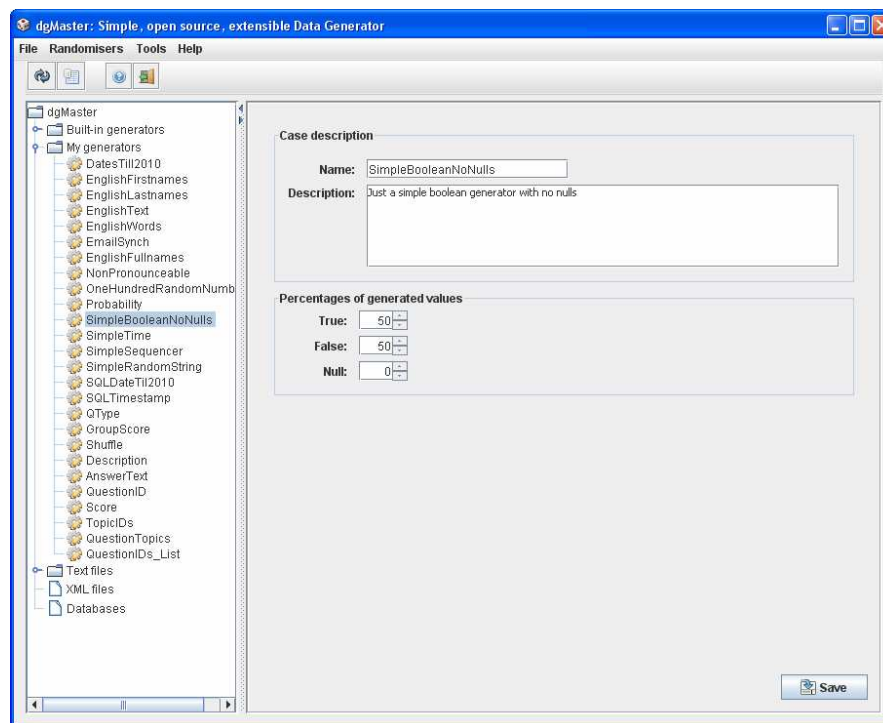 dgMaster: Simple, open source, extensible Data Generator
File Randomisers Tools Help
dgMaster
Built-in generators
My generators
DatesTill2010
EnglishFirstnames
EnglishLastnames
EnglishText
EnglishWords
EmailSynch
EnglishFullnames
NonPronounceable
OneHundredRandomNumb
Probability
SimpleBooleanNoNulls
SimpleTime
SimpleSequencer
SimpleRandomString
SQLDateTil2010
SQLTimestamp
QType
GroupScore
Shuffle
Description
AnswerText
QuestionID
Score
TopicIDs
QuestionTopics
QuestionIDs_List
Text files
XML files
Databases
Case description
Name: SimpleBooleanNoNulls
Description: Just a simple boolean generator with no nulls
Percentages of generated values
True: 50
False: 50
Null: 0
Save